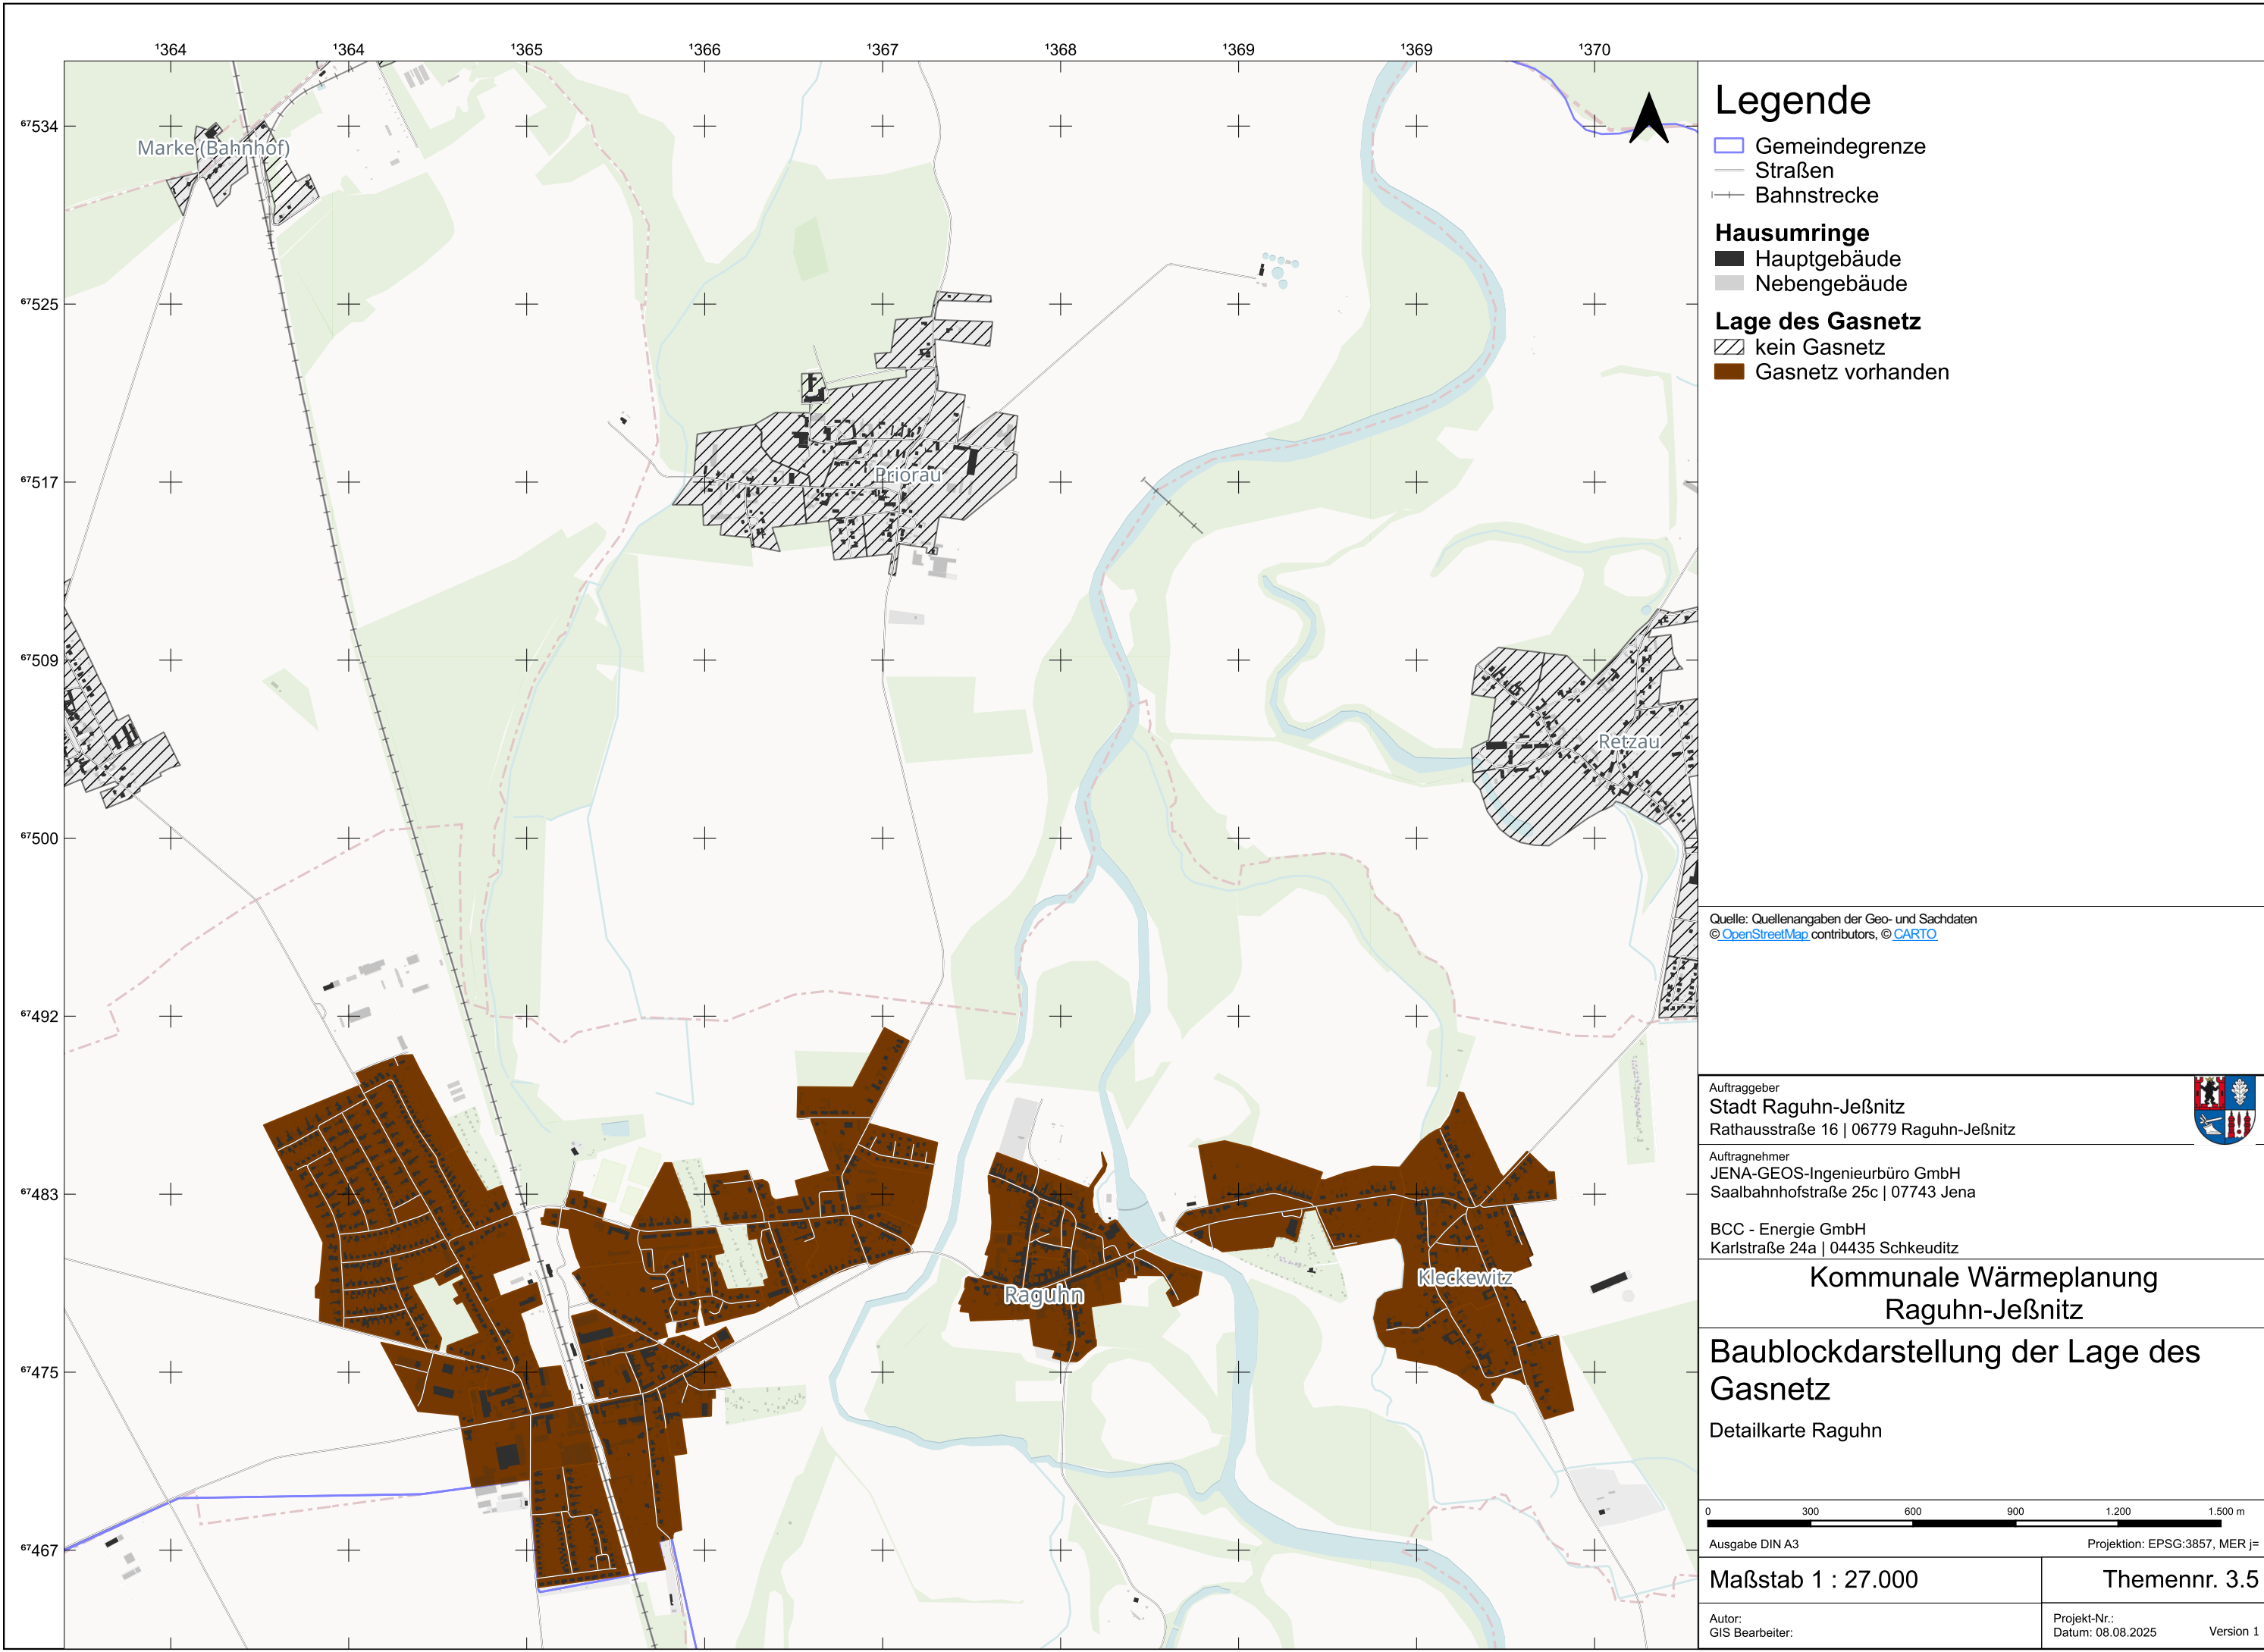 ¹364 ¹364 ¹365 ¹366 ¹367 ¹368 ¹369 ¹369 ¹370
⁶⁷534
⁶⁷525
⁶⁷517
⁶⁷509
⁶⁷500
⁶⁷492
⁶⁷483
⁶⁷475
⁶⁷467
Marke (Bahnhof)
Priorau
Retzau
Raguhn
Kleckewitz
Legende
Gemeindegrenze
Straßen
Bahnstrecke
Hausumringe
Hauptgebäude
Nebengebäude
Lage des Gasnetz
kein Gasnetz
Gasnetz vorhanden
Quelle: Quellenangaben der Geo- und Sachdaten
© OpenStreetMap contributors, © CARTO
Auftraggeber
Stadt Raguhn-Jeßnitz
Rathausstraße 16 | 06779 Raguhn-Jeßnitz
Auftragnehmer
JENA-GEOS-Ingenieurbüro GmbH
Saalbahnhofstraße 25c | 07743 Jena
BCC - Energie GmbH
Karlstraße 24a | 04435 Schkeuditz
Kommunale Wärmeplanung
Raguhn-Jeßnitz
Baublockdarstellung der Lage des
Gasnetz
Detailkarte Raguhn
0 300 600 900 1.200 1.500 m
Ausgabe DIN A3 Projektion: EPSG:3857, MER j=
Maßstab 1 : 27.000 Themennr. 3.5
Autor: Projekt-Nr.:
GIS Bearbeiter: Datum: 08.08.2025 Version 1